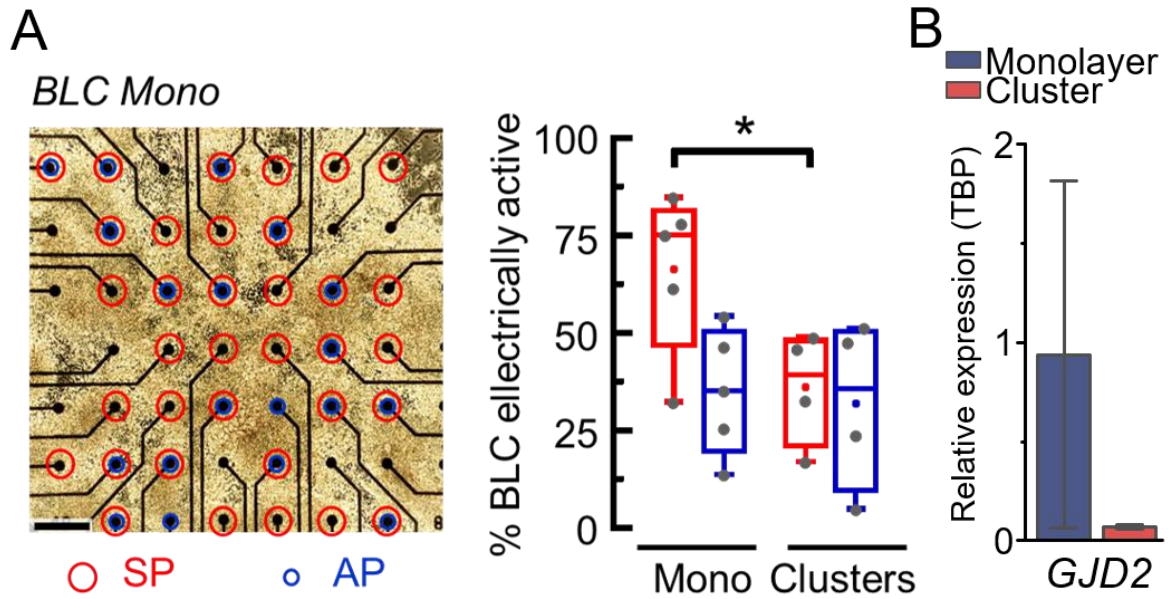 A
BLC Mono
SP
AP
% BLC ellectrically active
100
75
50
25
0
*
Mono
Clusters
B
Monolayer
Cluster
Relative expression (TBP)
2
1
0
GJD2